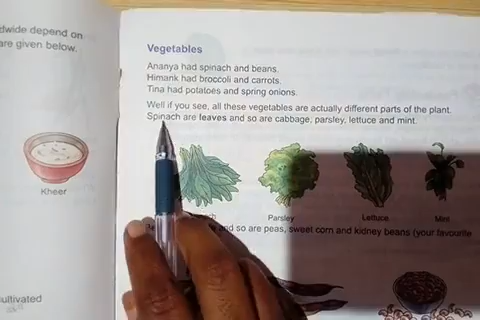 dwide depend on
are given below.
Kheer
ultivated
Vegetables
Ananya had spinach and beans.
Himank had broccoli and carrots.
Tina had potatoes and spring onions.
Well if you see, all these vegetables are actually different parts of the plant.
Spinach are leaves and so are cabbage, parsley, lettuce and mint.
Parsley Lettuce Mint
and so are peas, sweet corn and kidney beans (your favourite